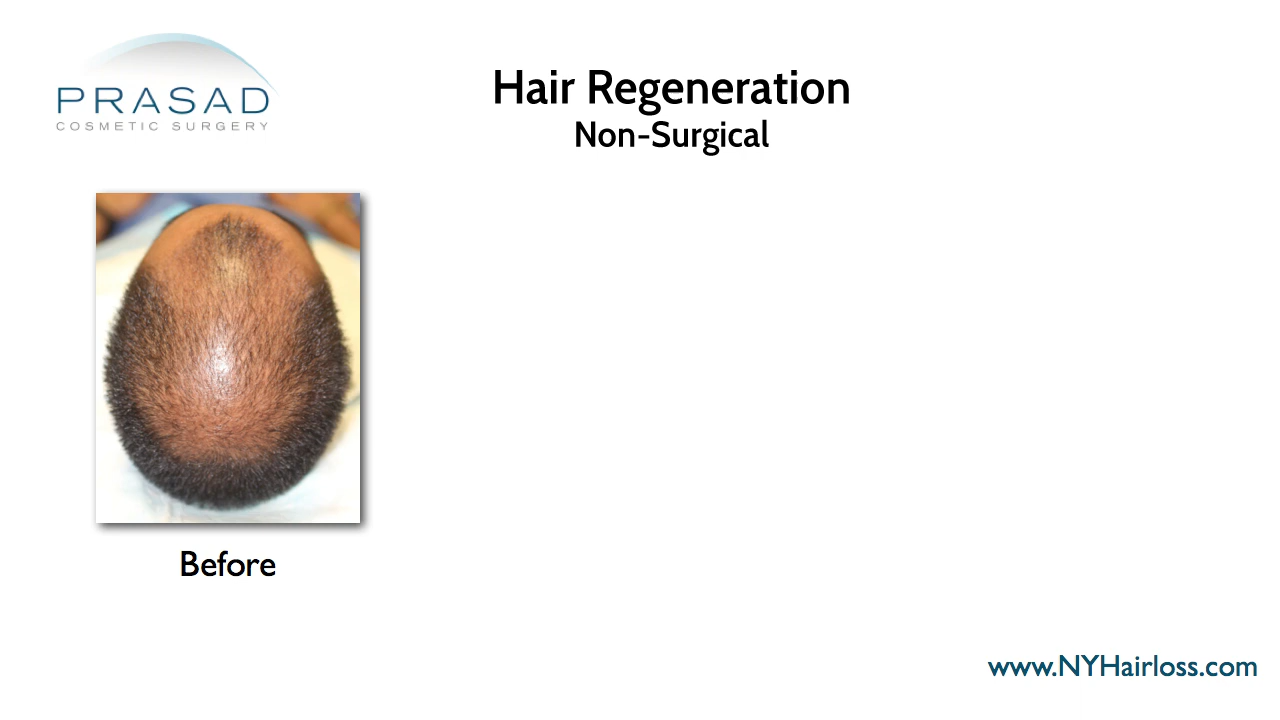 PRASAD
COSMETIC SURGERY
Hair Regeneration
Non-Surgical
Before
www.NYHairloss.com